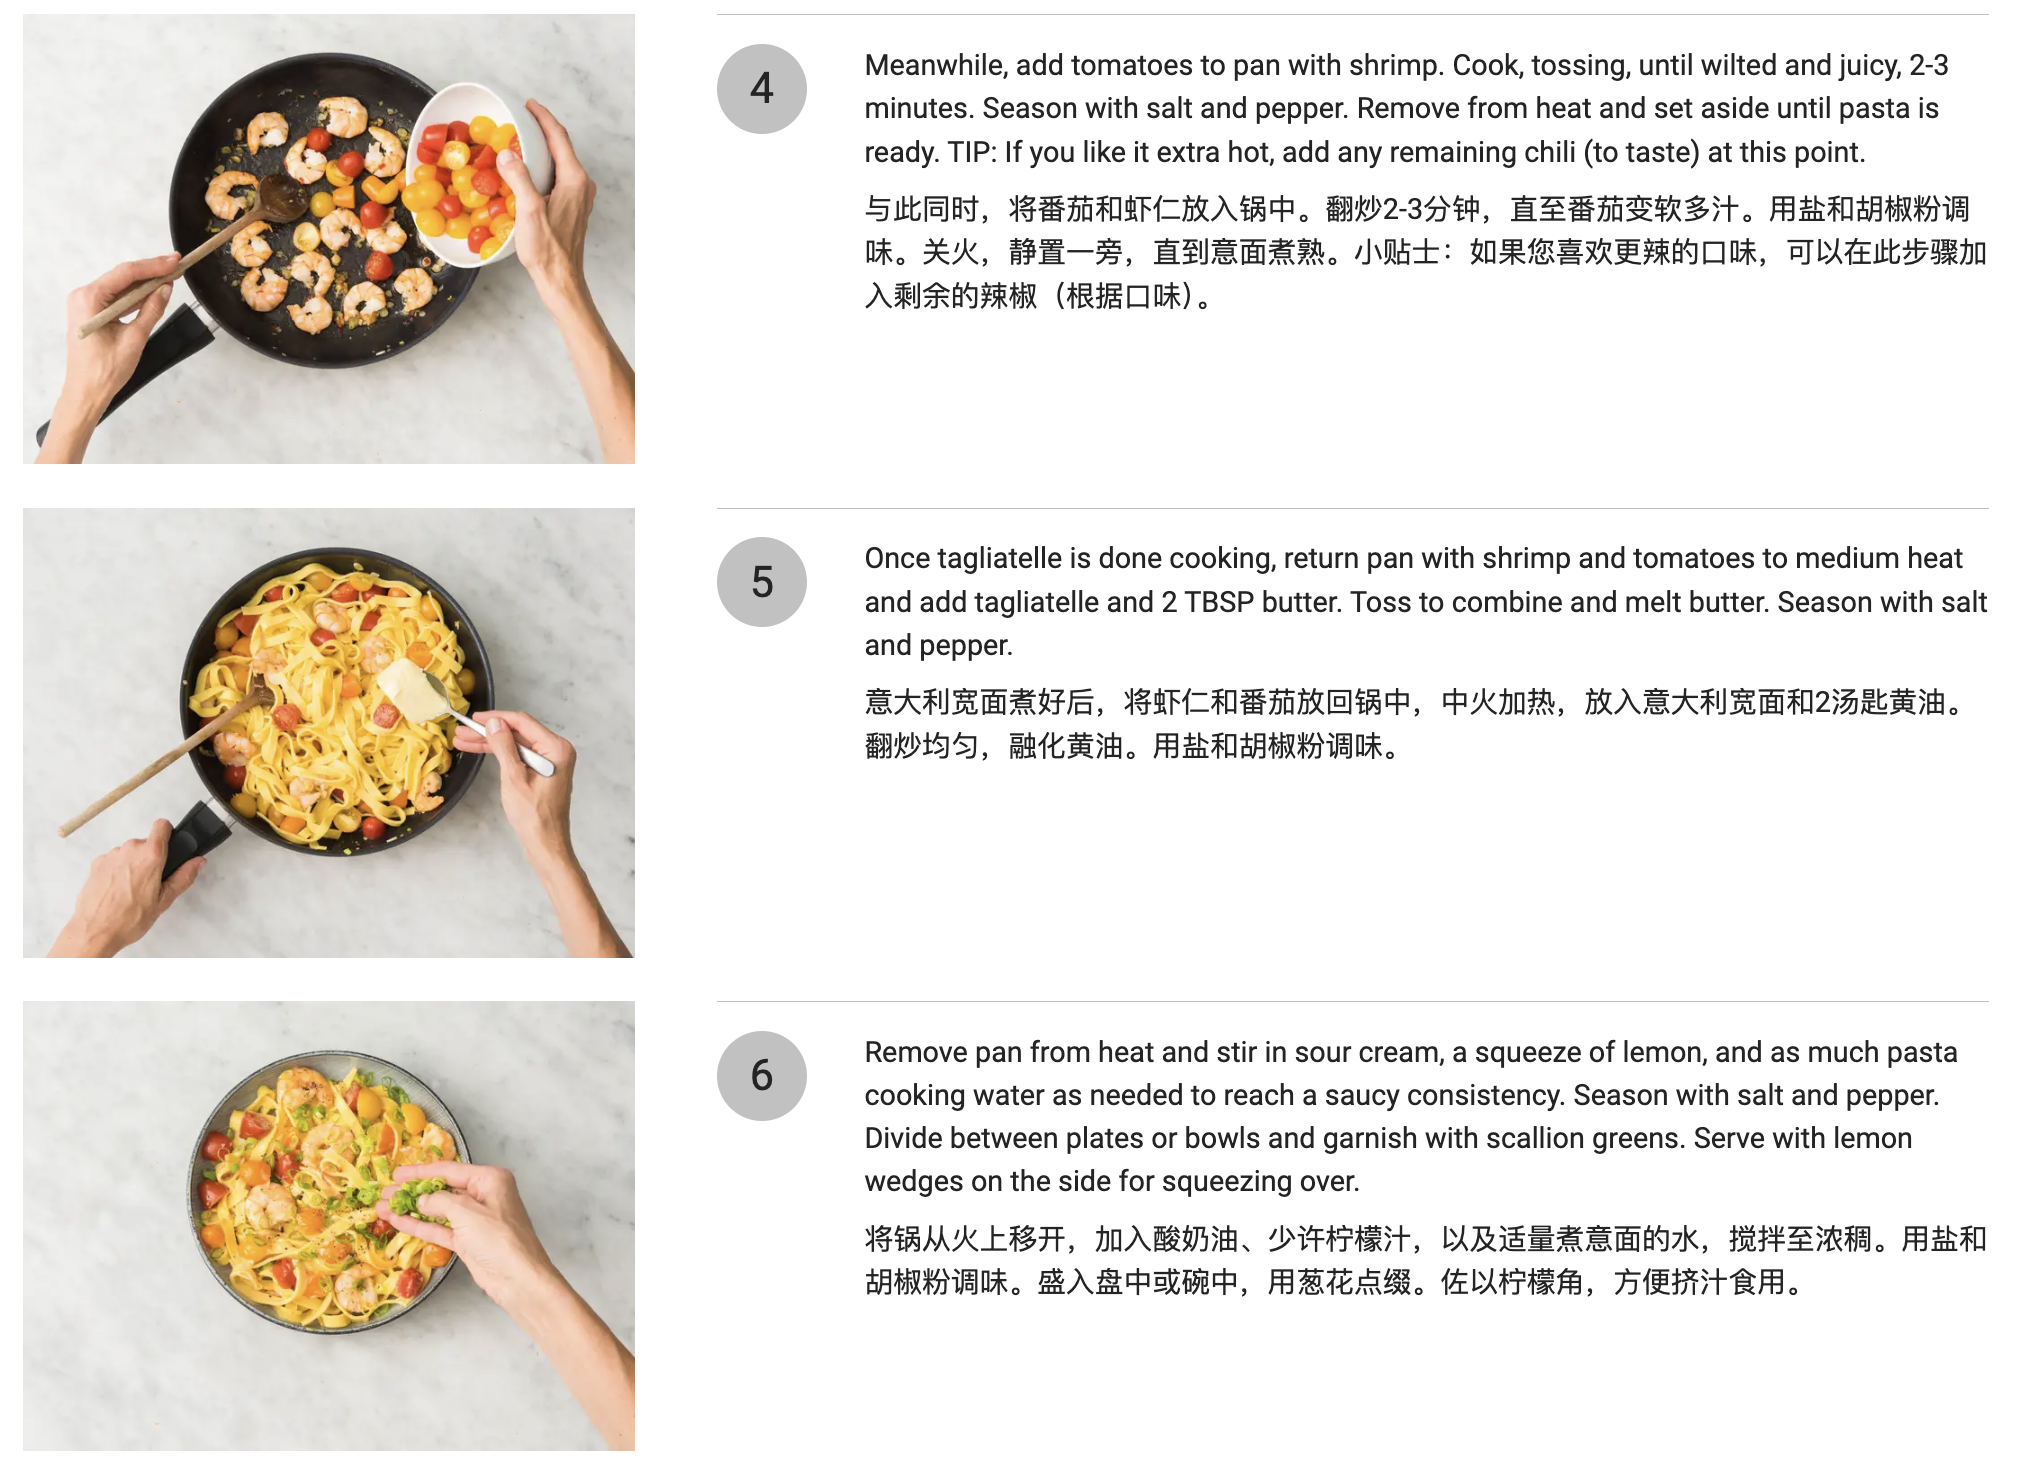 4
Meanwhile, add tomatoes to pan with shrimp. Cook, tossing, until wilted and juicy, 2-3
minutes. Season with salt and pepper. Remove from heat and set aside until pasta is
ready. TIP: If you like it extra hot, add any remaining chili (to taste) at this point.
与此同时，将番茄和虾仁放入锅中。翻炒2-3分钟，直至番茄变软多汁。用盐和胡椒粉调
味。关火，静置一旁，直到意面煮熟。小贴士：如果您喜欢更辣的口味，可以在此步骤加
入剩余的辣椒（根据口味）。
5
Once tagliatelle is done cooking, return pan with shrimp and tomatoes to medium heat
and add tagliatelle and 2 TBSP butter. Toss to combine and melt butter. Season with salt
and pepper.
意大利宽面煮好后，将虾仁和番茄放回锅中，中火加热，放入意大利宽面和2汤匙黄油。
翻炒均匀，融化黄油。用盐和胡椒粉调味。
6
Remove pan from heat and stir in sour cream, a squeeze of lemon, and as much pasta
cooking water as needed to reach a saucy consistency. Season with salt and pepper.
Divide between plates or bowls and garnish with scallion greens. Serve with lemon
wedges on the side for squeezing over.
将锅从火上移开，加入酸奶油、少许柠檬汁，以及适量煮意面的水，搅拌至浓稠。用盐和
胡椒粉调味。盛入盘中或碗中，用葱花点缀。佐以柠檬角，方便挤汁食用。